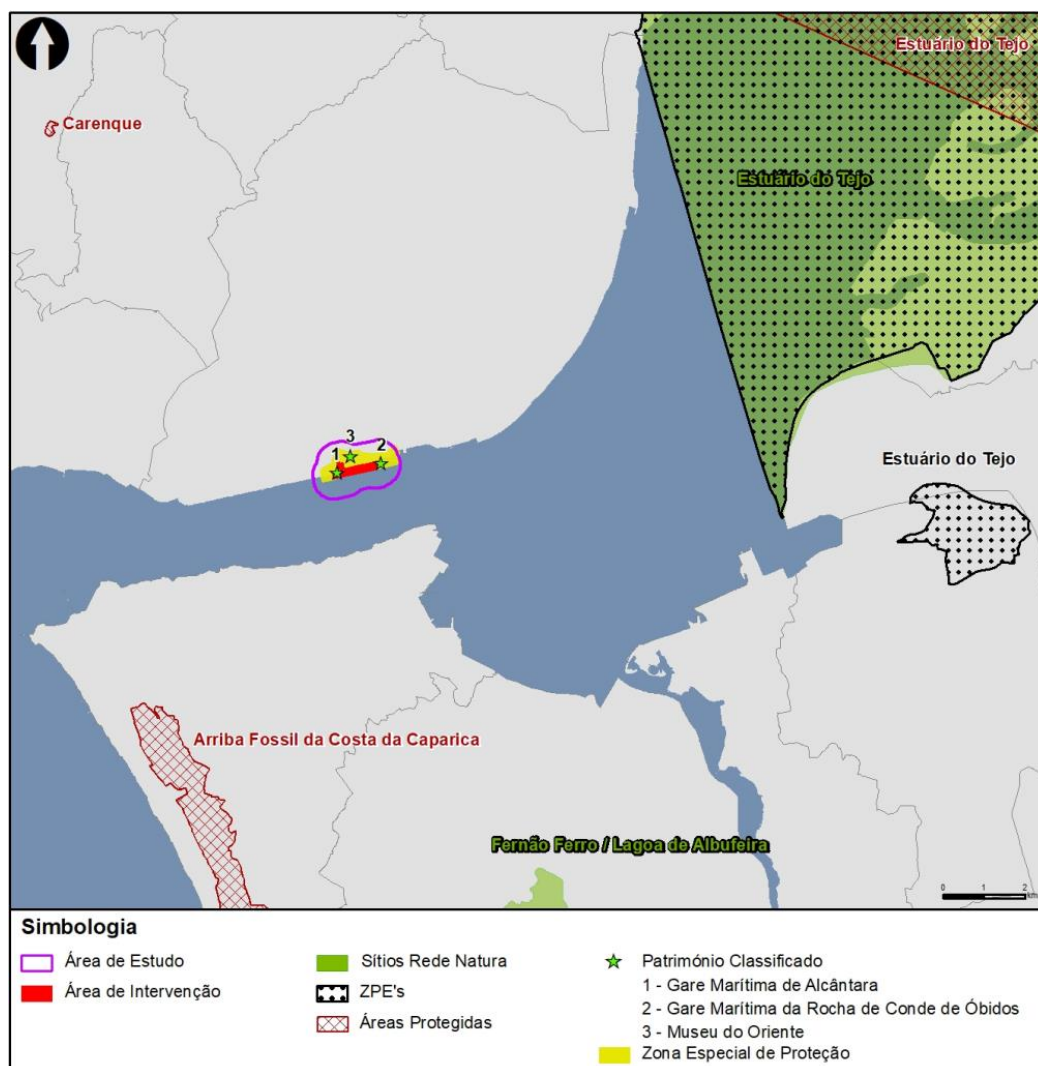 Estuário do Tejo
Carenque
Estuário do Tejo
3
2
1
Estuário do Tejo
Arriba Fossil da Costa da Caparica
Fernão Ferro / Lagoa de Albufeira
0 1 2
Simbologia
Área de Estudo
Área de Intervenção
Sítios Rede Natura
ZPE's
Áreas Protegidas
Património Classificado
1 - Gare Marítima de Alcântara
2 - Gare Marítima da Rocha de Conde de Óbidos
3 - Museu do Oriente
Zona Especial de Proteção